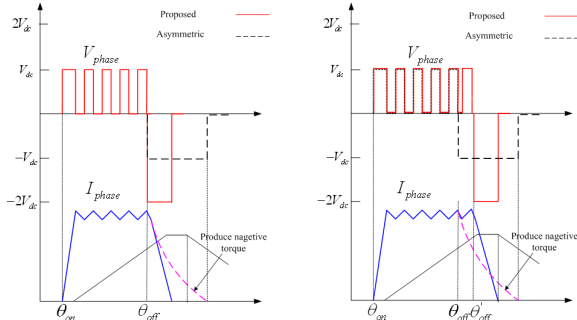 Proposed
2V_dc
Asymmetric
V_phase
V_dc
−V_dc
−2V_dc
I_phase
Produce nagetive
torque
θ_on
θ_off
Proposed
2V_dc
Asymmetric
V_phase
V_dc
−V_dc
−2V_dc
I_phase
Produce nagetive
torque
θ_on
θ_off
θ'_off